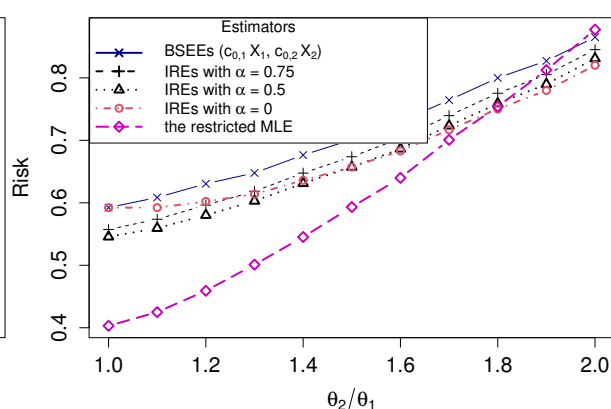 Estimators
BSEEs (c0,1 X1, c0,2 X2)
IREs with α = 0.75
IREs with α = 0.5
IREs with α = 0
the restricted MLE
Risk
0.8
0.7
0.6
0.5
0.4
1.0 1.2 1.4 1.6 1.8 2.0
θ2/θ1